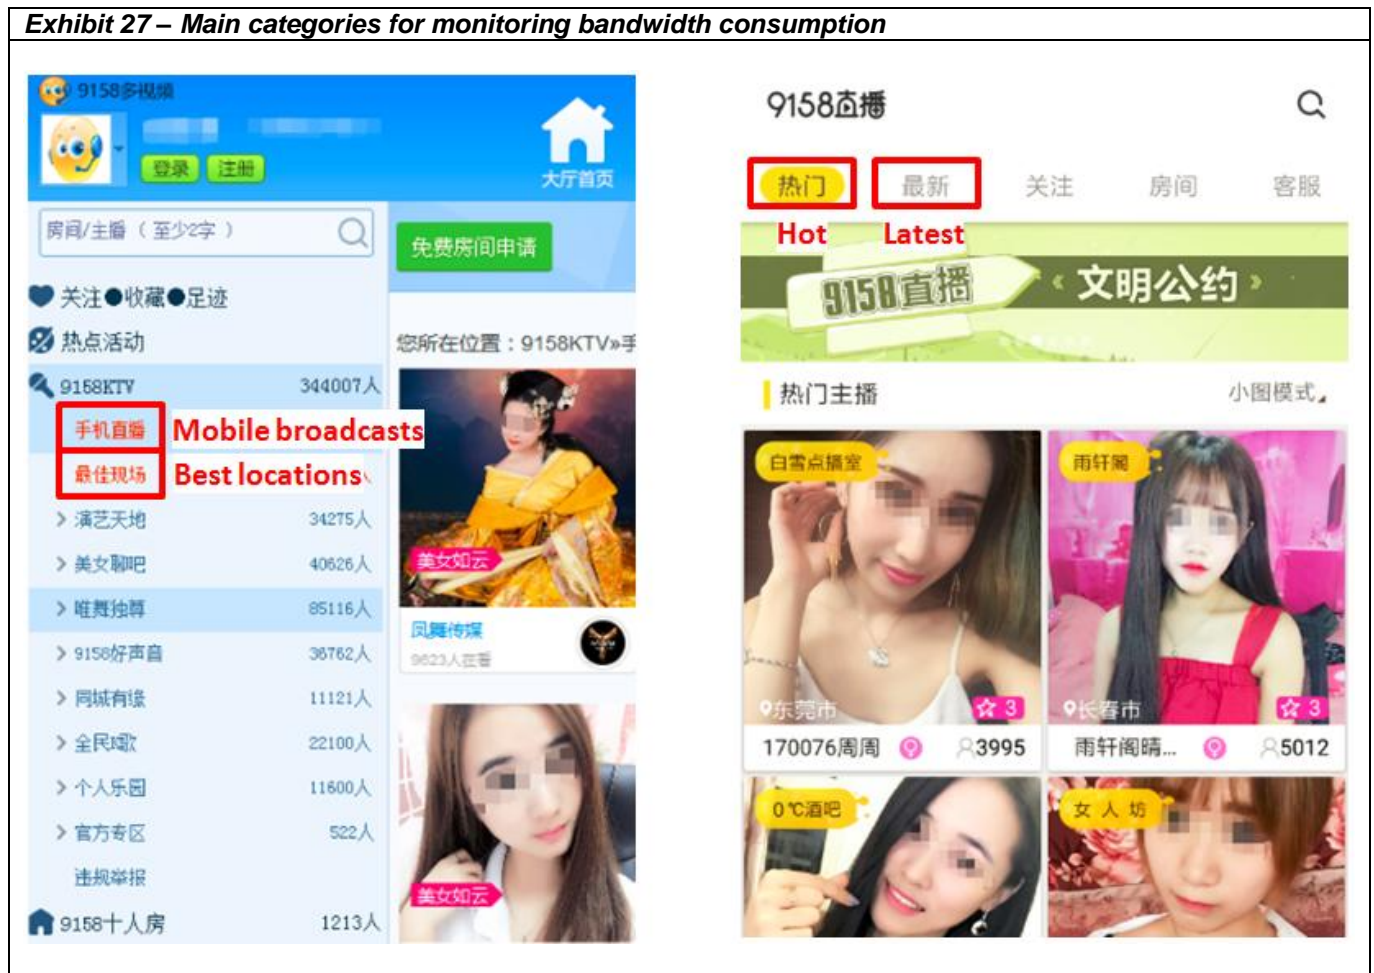 Exhibit 27 – Main categories for monitoring bandwidth consumption
9158多视频
登录 注册
大厅首页
房间/主播 ( 至少2字 )
免费房间申请
关注●收藏●足迹
热点活动
您所在位置：9158KTV»手
9158KTV 344007人
手机直播 Mobile broadcasts
最佳现场 Best locations
演艺天地 34275人
美女聊吧 40626人
美女如云
唯舞独尊 85116人
凤舞传媒
9623人在看
9158好声音 36762人
同城有缘 11121人
全民K歌 22100人
个人乐园 11600人
官方专区 522人
违规举报
美女如云
9158十人房 1213人
9158直播
热门 最新 关注 房间 客服
Hot Latest
9158直播 文明公约
热门主播 小图模式
白雪点播室
雨轩阁
东莞市 3
长春市 3
170076周周 3995
雨轩阁晴... 5012
0℃酒吧
女人坊